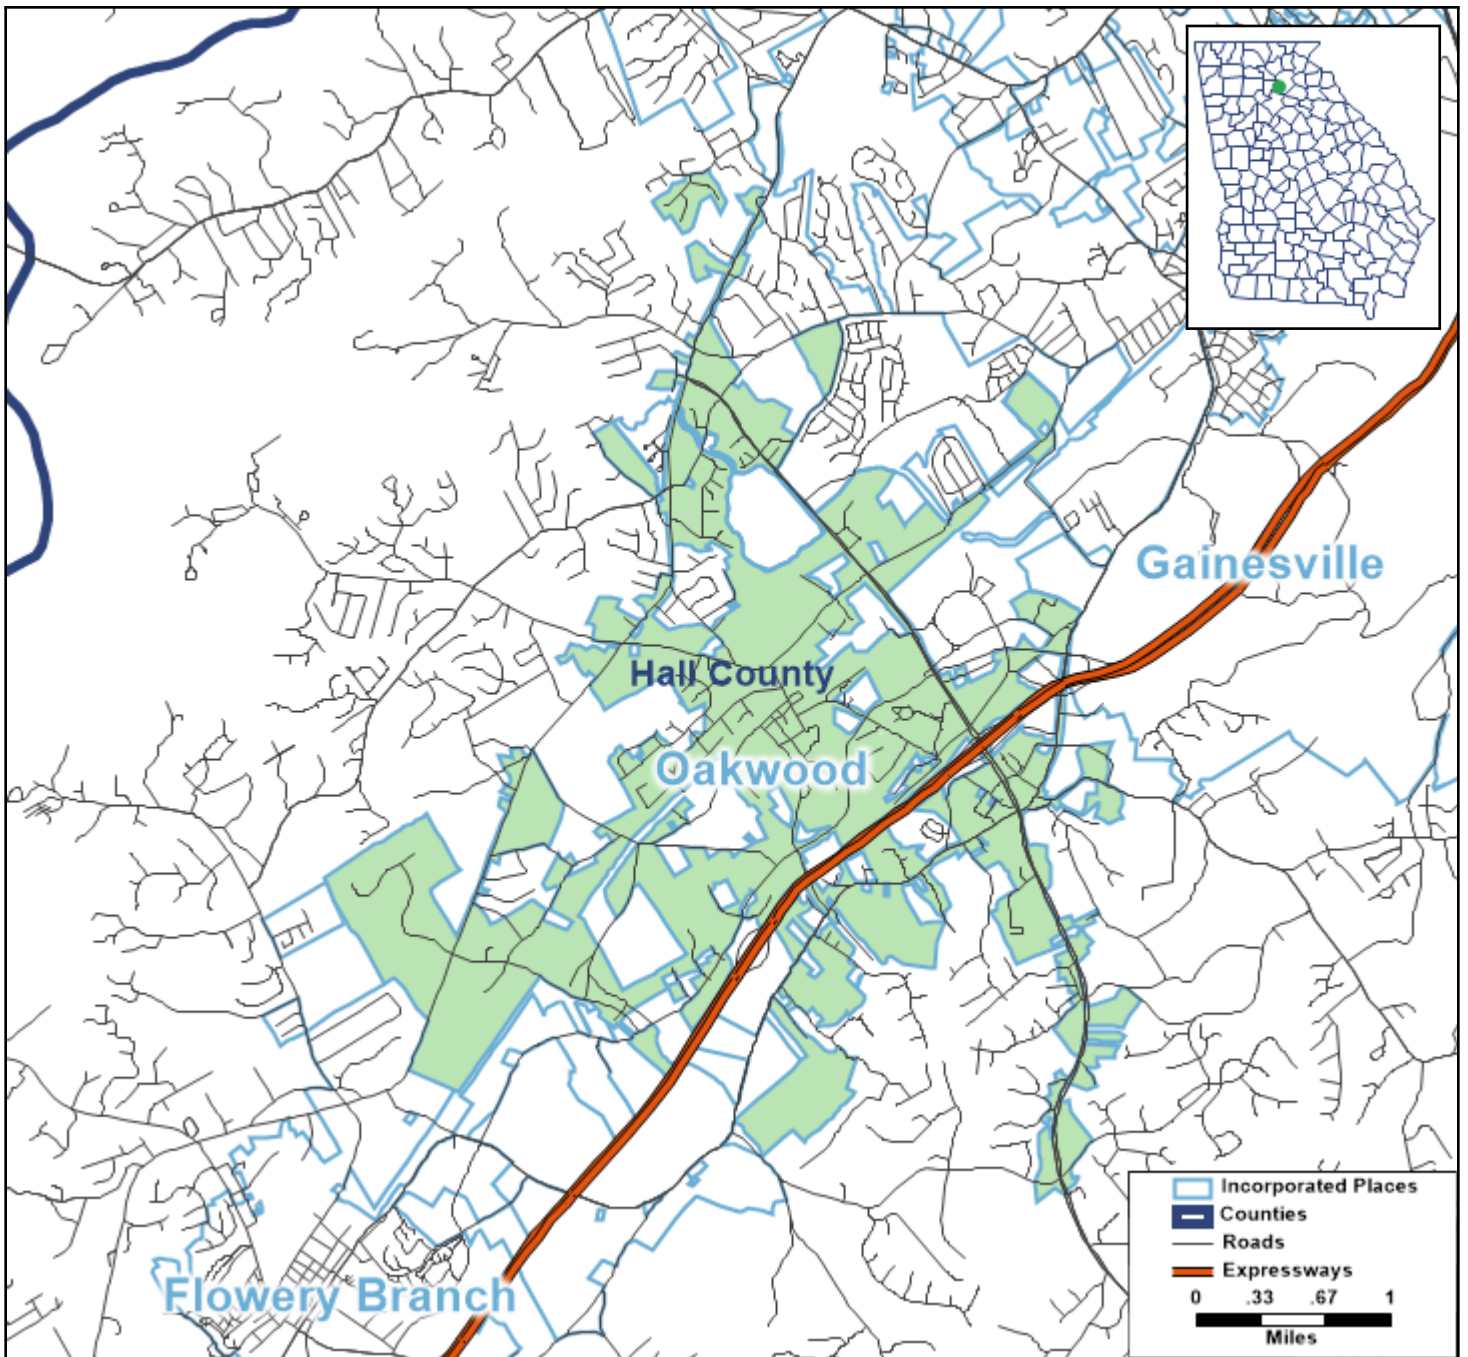 Gainesville
Hall County
Oakwood
Flowery Branch
Incorporated Places
Counties
Roads
Expressways
0 .33 .67 1
Miles